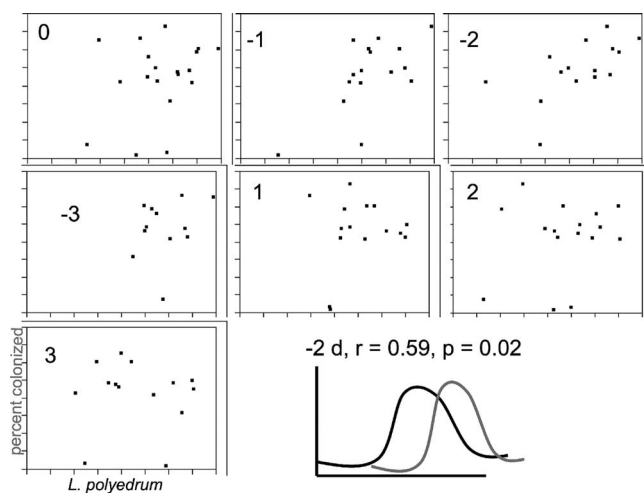 0
-1
-2
-3
1
2
3
-2 d, r = 0.59, p = 0.02
percent colonized
L. polyedrum